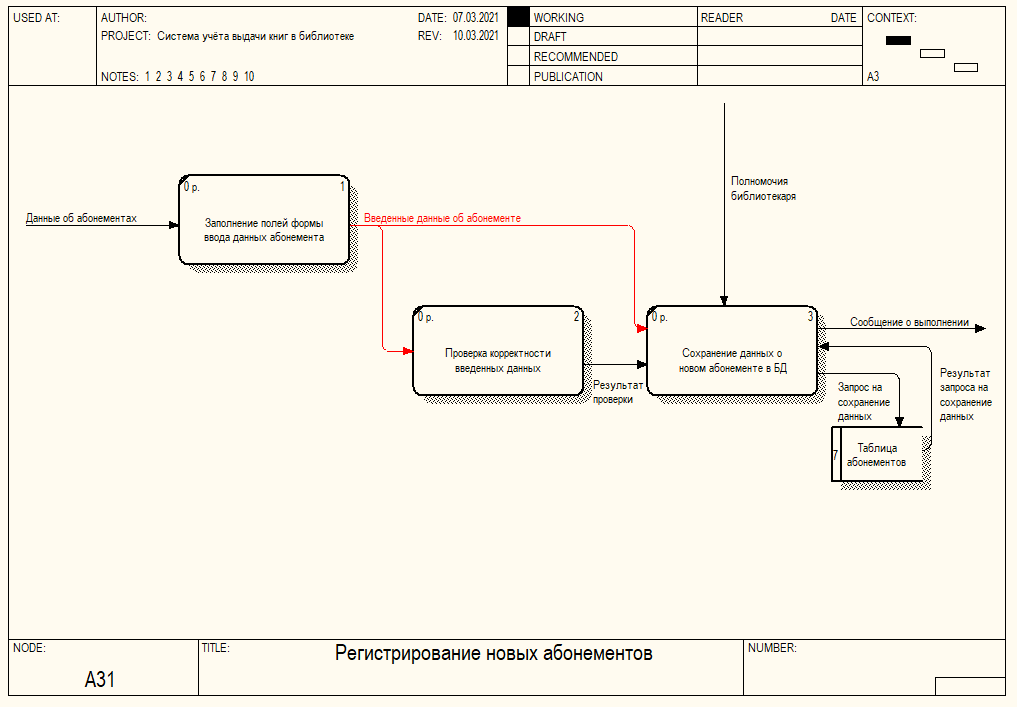 USED AT:
AUTHOR:
DATE: 07.03.2021
PROJECT: Система учёта выдачи книг в библиотеке
REV: 10.03.2021
NOTES: 1 2 3 4 5 6 7 8 9 10
WORKING
DRAFT
RECOMMENDED
PUBLICATION
READER
DATE
CONTEXT:
A3
Данные об абонементах
0 р.
1
Заполнение полей формы
ввода данных абонемента
Введенные данные об абонементе
Полномочия
библиотекаря
0 р.
2
Проверка корректности
введенных данных
Результат
проверки
0 р.
3
Сохранение данных о
новом абонементе в БД
Сообщение о выполнении
Запрос на
сохранение
данных
Результат
запроса на
сохранение
данных
7
Таблица
абонементов
NODE:
A31
TITLE:
Регистрирование новых абонементов
NUMBER: